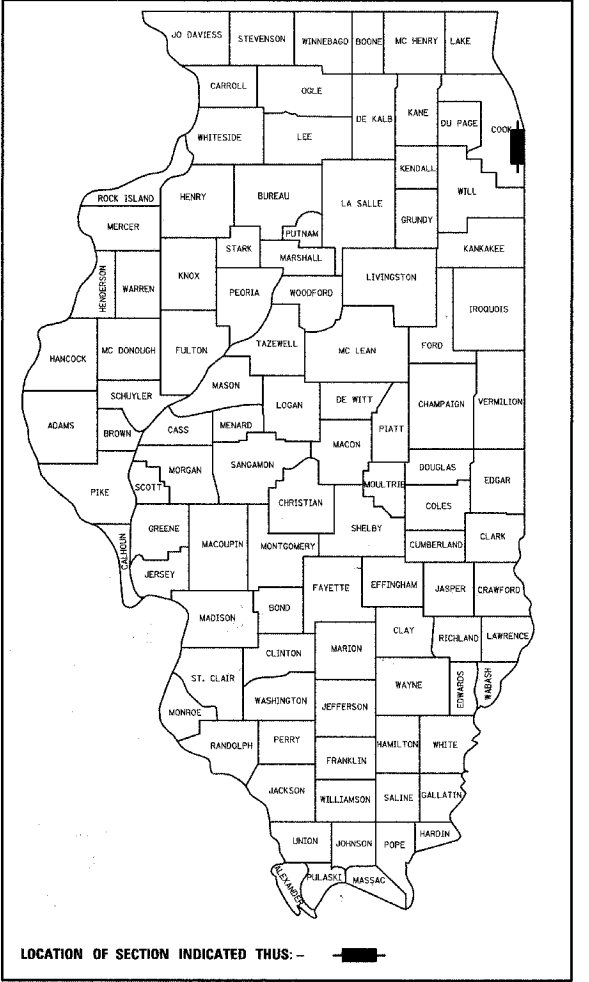 JO DAVIESS STEVENSON WINNEBAGO BOONE MC HENRY LAKE
CARROLL OGLE
DE KALB KANE DU PAGE COOK
WHITESIDE LEE
KENDALL
WILL
ROCK ISLAND HENRY BUREAU LA SALLE
GRUNDY
MERCER PUTNAM
STARK MARSHALL KANKAKEE
HENDERSON WARREN KNOX PEORIA WOODFORD LIVINGSTON
IROQUOIS
HANCOCK MC DONOUGH FULTON TAZEWELL MC LEAN FORD
MASON
SCHUYLER LOGAN DE WITT CHAMPAIGN VERMILION
ADAMS BROWN CASS MENARD PIATT
MACON
PIKE SCOTT MORGAN SANGAMON MOULTRIE DOUGLAS EDGAR
CHRISTIAN COLES
GREENE SHELBY
CALHOUN MACOUPIN MONTGOMERY CUMBERLAND CLARK
JERSEY FAYETTE EFFINGHAM JASPER CRAWFORD
MADISON BOND
CLAY RICHLAND LAWRENCE
CLINTON MARION
ST. CLAIR WAYNE EDWARDS WABASH
WASHINGTON JEFFERSON
MONROE
RANDOLPH PERRY HAMILTON WHITE
FRANKLIN
JACKSON WILLIAMSON SALINE GALLATIN
UNION JOHNSON POPE HARDIN
ALEXANDER PULASKI MASSAC
LOCATION OF SECTION INDICATED THUS: –